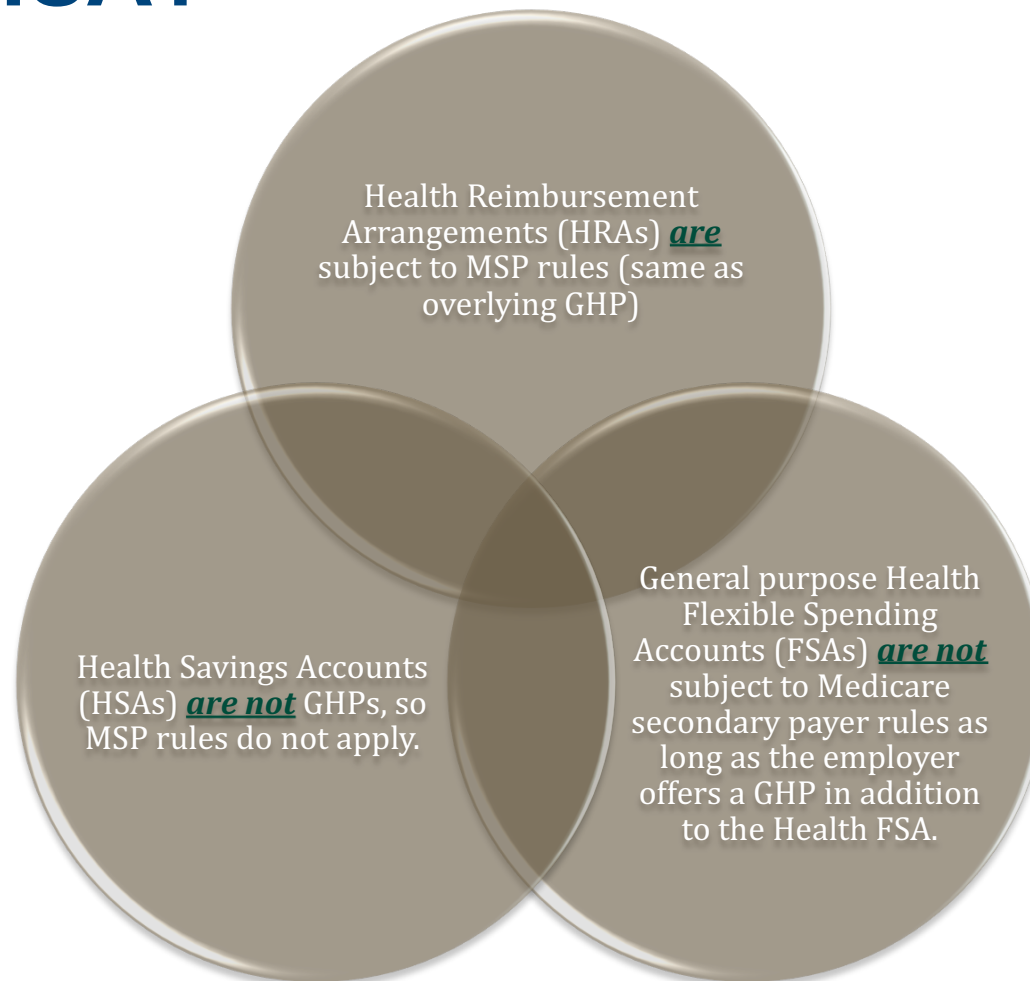 Health Reimbursement
Arrangements (HRAs) are
subject to MSP rules (same as
overlying GHP)
Health Savings Accounts
(HSAs) are not GHPs, so
MSP rules do not apply.
General purpose Health
Flexible Spending
Accounts (FSAs) are not
subject to Medicare
secondary payer rules as
long as the employer
offers a GHP in addition
to the Health FSA.